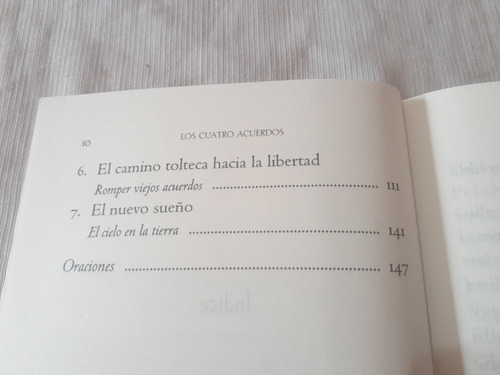 10 LOS CUATRO ACUERDOS
6. El camino tolteca hacia la libertad
Romper viejos acuerdos .......................................... 111
7. El nuevo sueño
El cielo en la tierra ................................................ 141
Oraciones ................................................................ 147